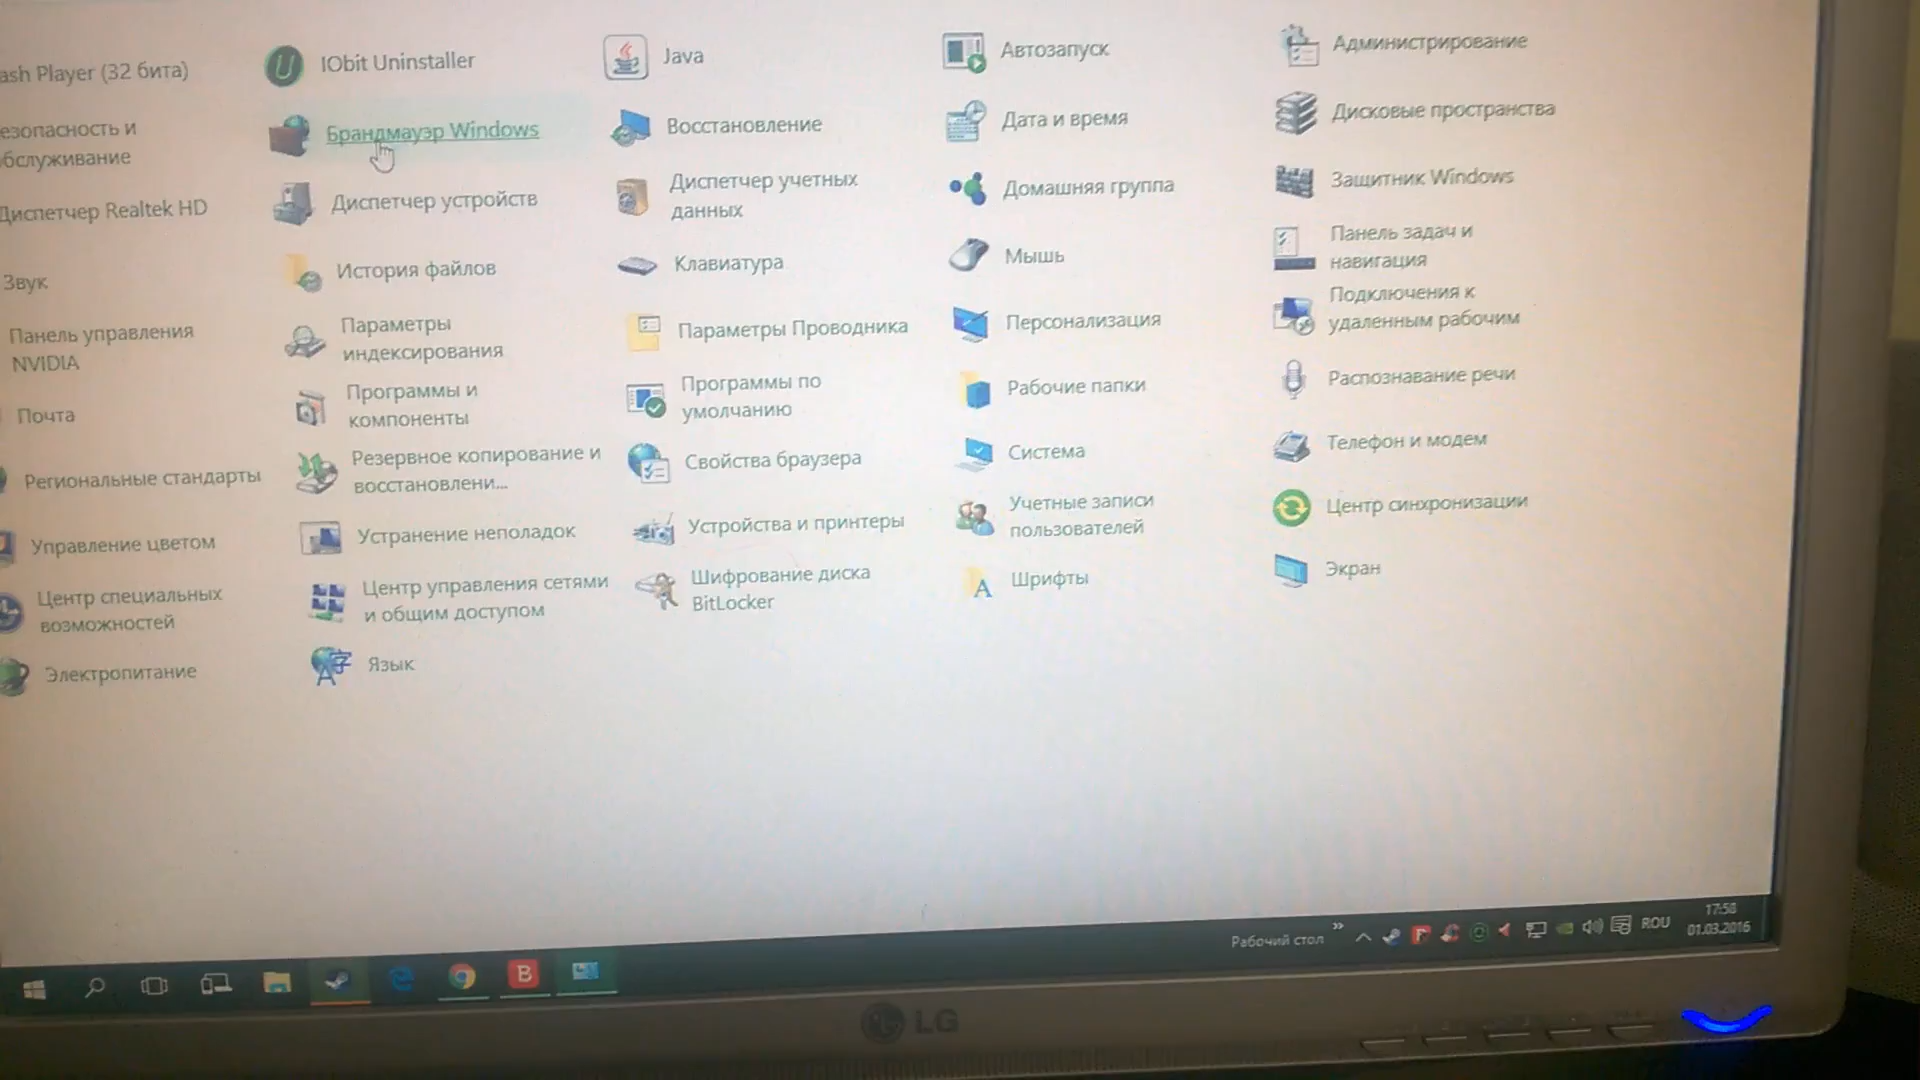 ash Player (32 бита)
IObit Uninstaller
Java
Автозапуск
Администрирование
езопасность и
обслуживание
Брандмауэр Windows
Восстановление
Дата и время
Дисковые пространства
Диспетчер Realtek HD
Диспетчер устройств
Диспетчер учетных
данных
Домашняя группа
Защитник Windows
Звук
История файлов
Клавиатура
Мышь
Панель задач и
навигация
Панель управления
NVIDIA
Параметры
индексирования
Параметры Проводника
Персонализация
Подключения к
удаленным рабочим
Почта
Программы и
компоненты
Программы по
умолчанию
Рабочие папки
Распознавание речи
Региональные стандарты
Резервное копирование и
восстановлени...
Свойства браузера
Система
Телефон и модем
Управление цветом
Устранение неполадок
Устройства и принтеры
Учетные записи
пользователей
Центр синхронизации
Центр специальных
возможностей
Центр управления сетями
и общим доступом
Шифрование диска
BitLocker
Шрифты
Экран
Электропитание
Язык
Рабочий стол
ROU
17:58
01.03.2016
B
LG